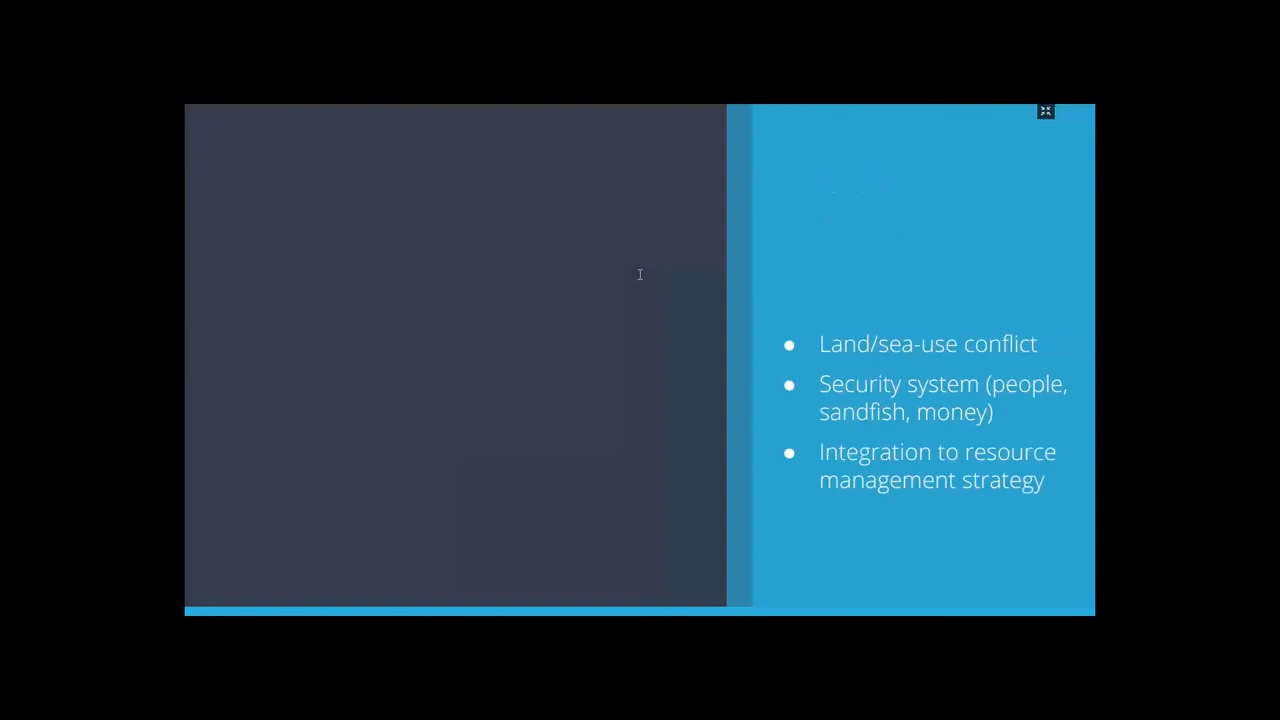 ● Land/sea-use conflict
● Security system (people,
sandfish, money)
● Integration to resource
management strategy